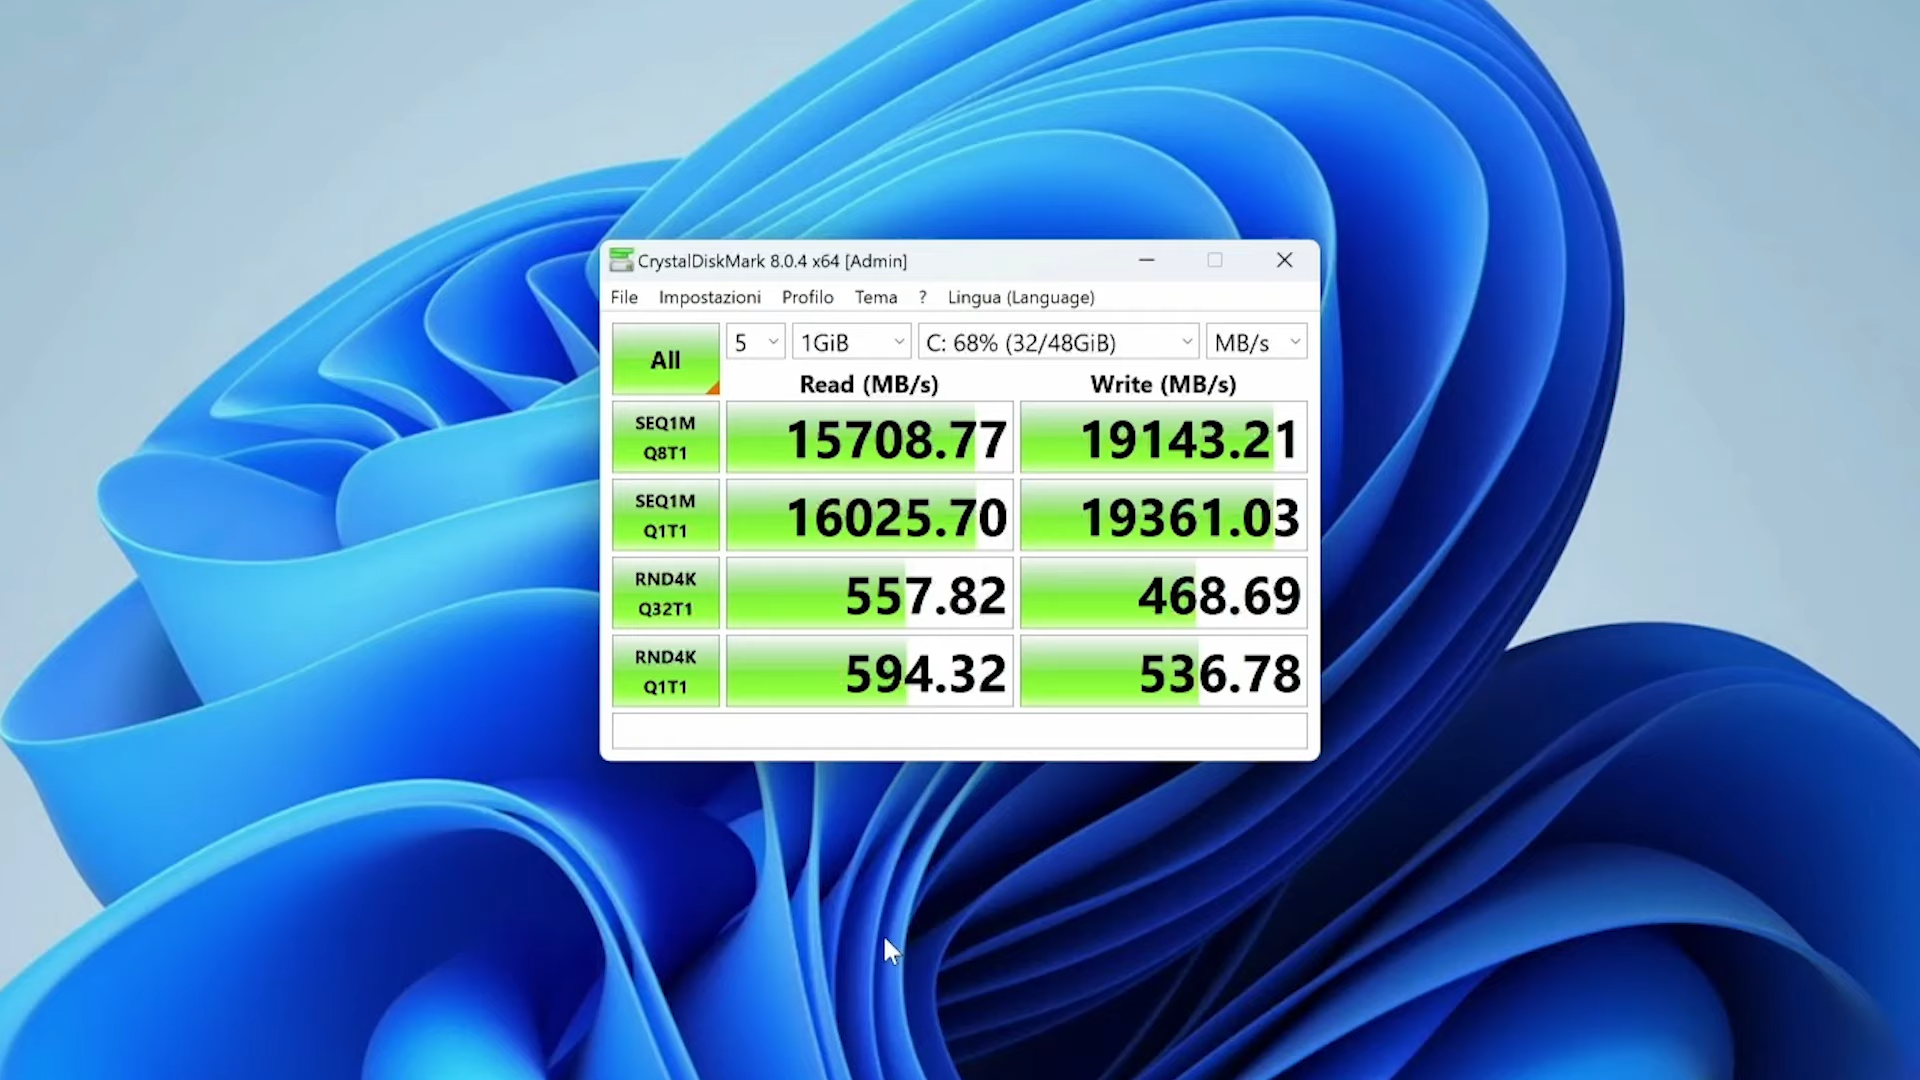 CrystalDiskMark 8.0.4 x64 [Admin]
File Impostazioni Profilo Tema ? Lingua (Language)
All 5 1GiB C: 68% (32/48GiB) MB/s
Read (MB/s) Write (MB/s)
SEQ1M
Q8T1 15708.77 19143.21
SEQ1M
Q1T1 16025.70 19361.03
RND4K
Q32T1 557.82 468.69
RND4K
Q1T1 594.32 536.78